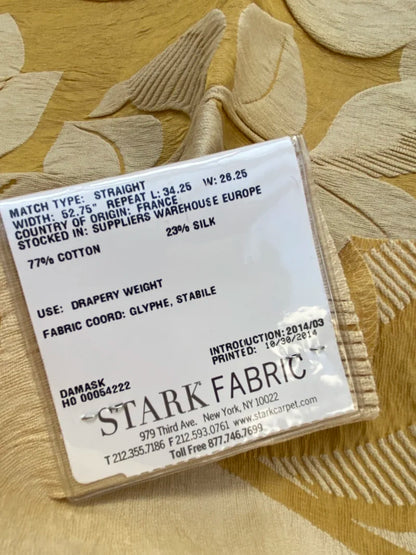 MATCH TYPE: STRAIGHT
WIDTH: 52.75" REPEAT L: 34.25 W: 26.25
COUNTRY OF ORIGIN: FRANCE
STOCKED IN: SUPPLIERS WAREHOUSE EUROPE
77% COTTON 23% SILK
USE: DRAPERY WEIGHT
FABRIC COORD: GLYPHE, STABILE
INTRODUCTION: 2014/03
PRINTED: 10/30/2014
DAMASK
HO 00054222
STARK FABRIC
979 Third Ave. New York, NY 10022
T 212.355.7186 F 212.593.0761 www.starkcarpet.com
Toll Free 877.746.7699